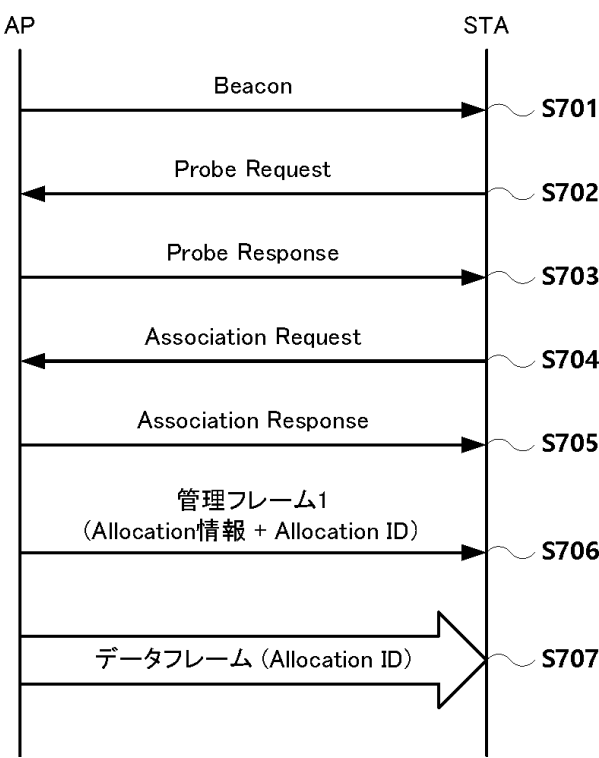 AP STA
Beacon
S701
Probe Request
S702
Probe Response
S703
Association Request
S704
Association Response
S705
管理フレーム1
（Allocation情報 + Allocation ID）
S706
データフレーム (Allocation ID)
S707